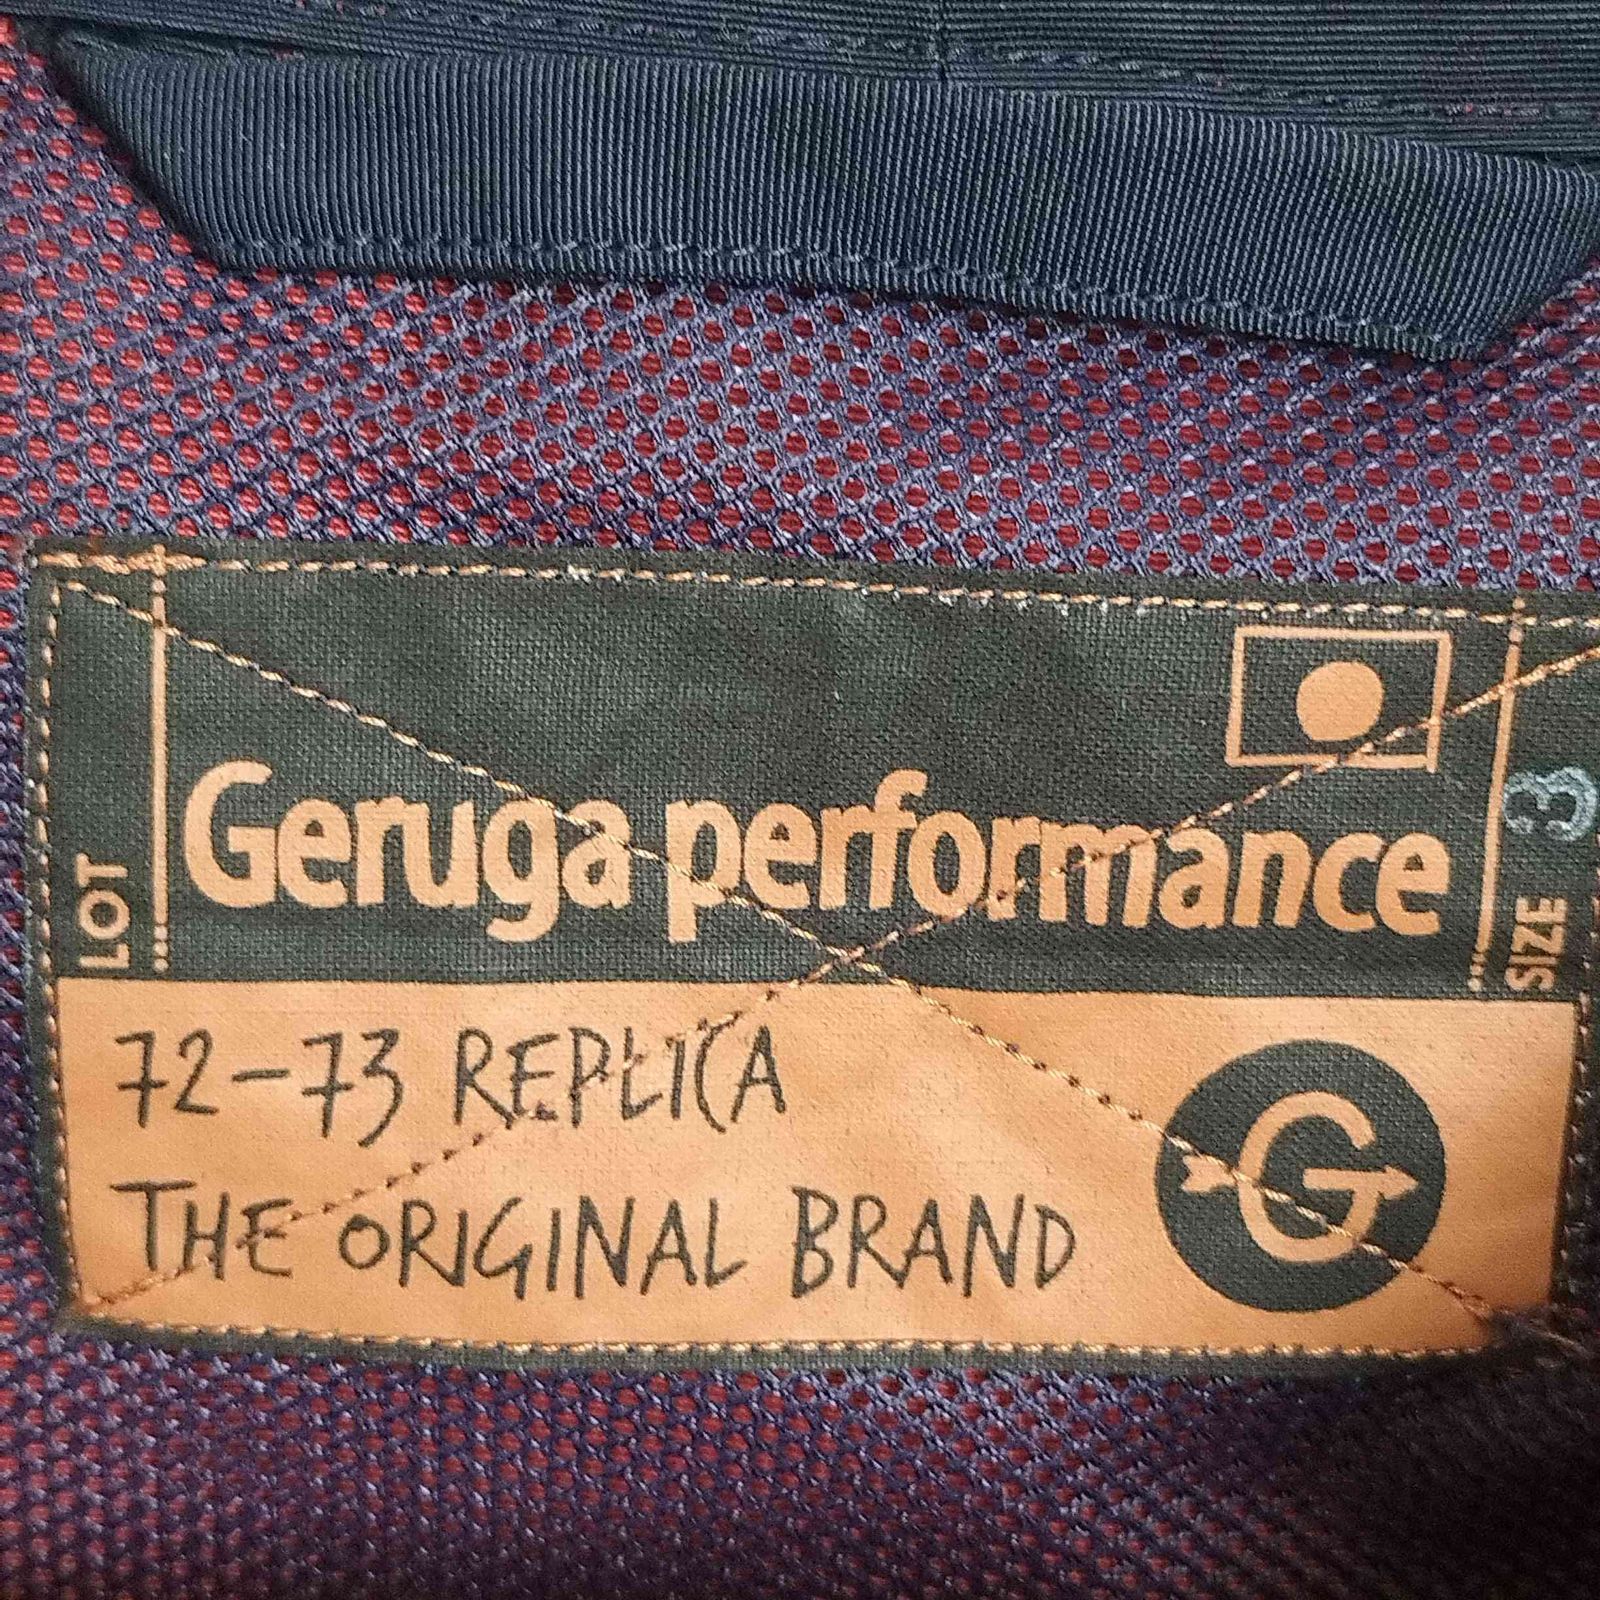 LOT
Geruga performance
SIZE 3
72-73 REPLICA
THE ORIGINAL BRAND
G